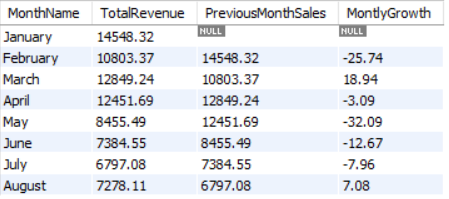 MonthName TotalRevenue PreviousMonthSales MontlyGrowth
January 14548.32 NULL NULL
February 10803.37 14548.32 -25.74
March 12849.24 10803.37 18.94
April 12451.69 12849.24 -3.09
May 8455.49 12451.69 -32.09
June 7384.55 8455.49 -12.67
July 6797.08 7384.55 -7.96
August 7278.11 6797.08 7.08